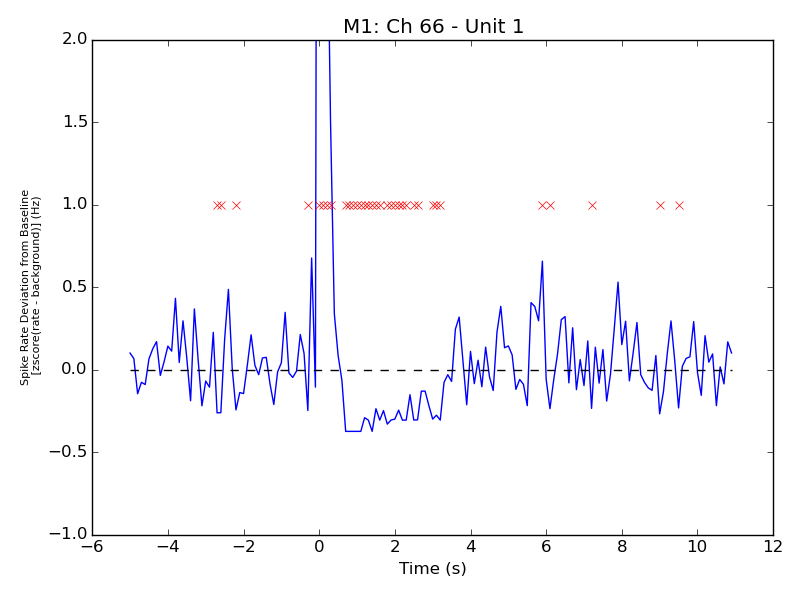 M1: Ch 66 - Unit 1
2.0
1.5
1.0
0.5
0.0
−0.5
−1.0
Spike Rate Deviation from Baseline
[zscore(rate - background)] (Hz)
−6 −4 −2 0 2 4 6 8 10 12
Time (s)